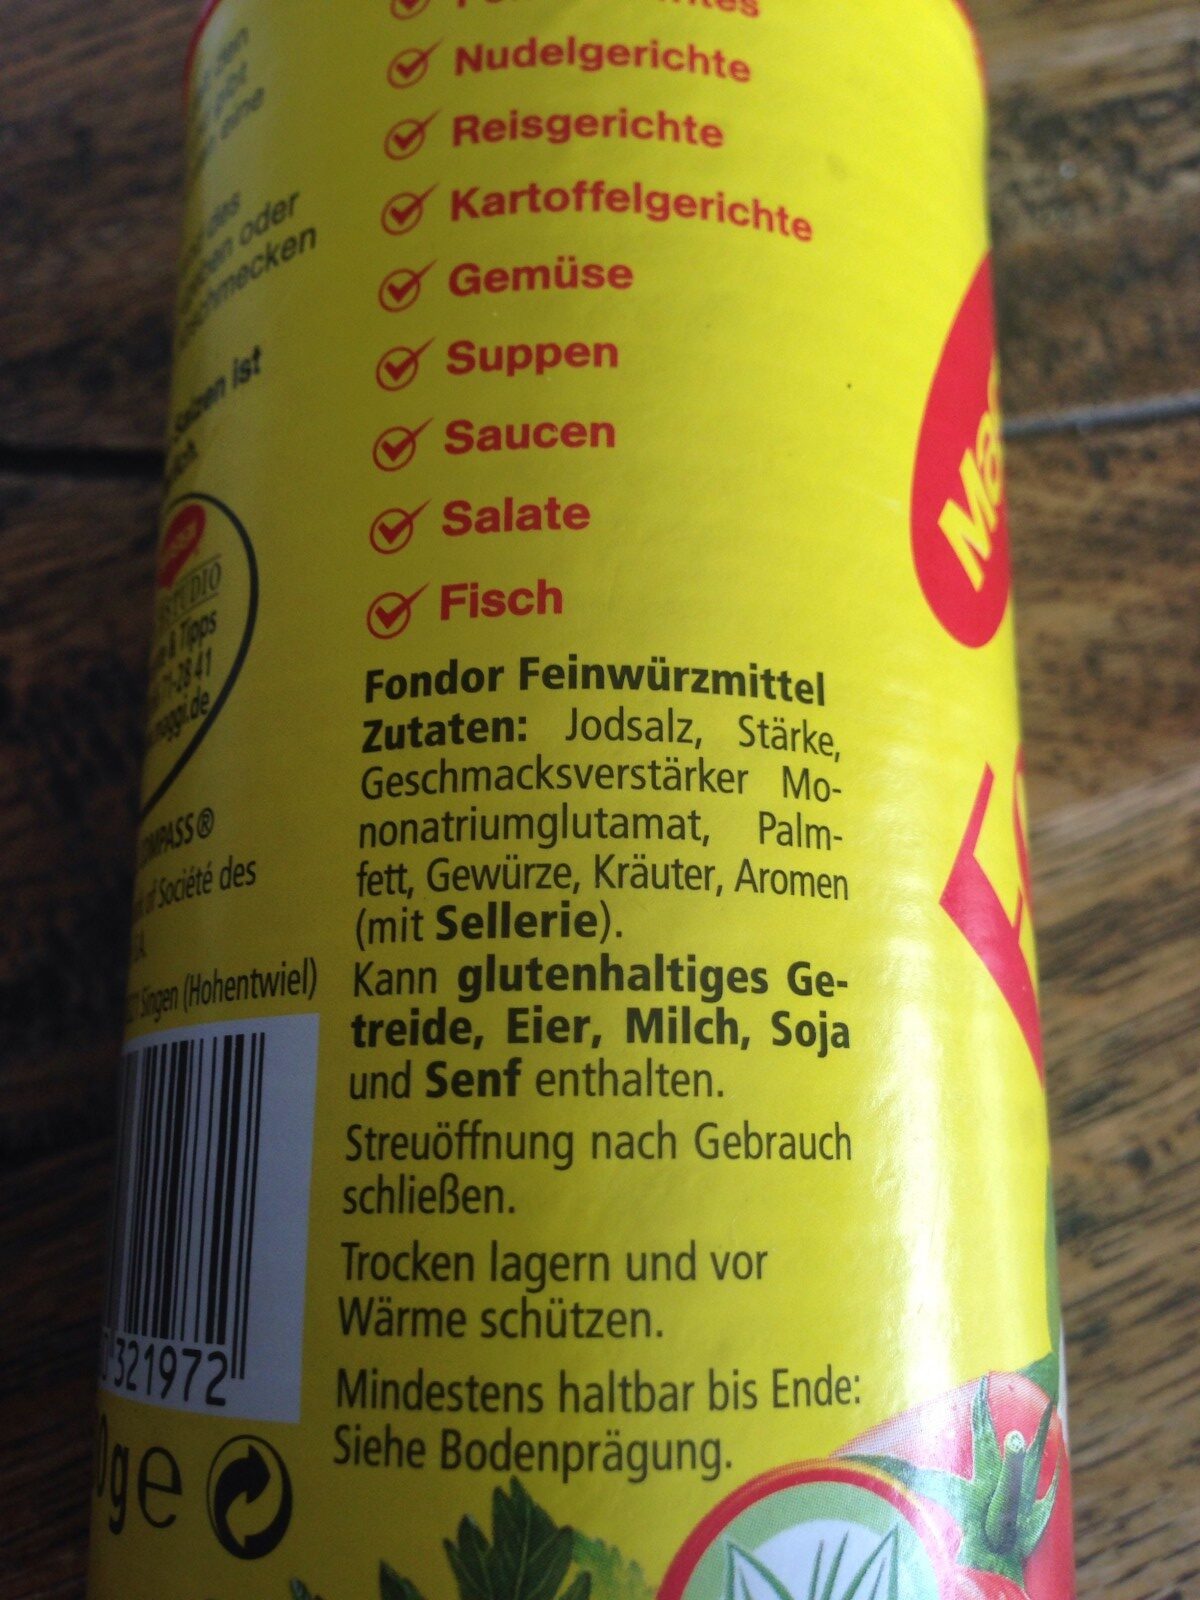 Nudelgerichte
Reisgerichte
Kartoffelgerichte
Gemüse
Suppen
Saucen
Salate
Fisch
Fondor Feinwürzmittel
Zutaten: Jodsalz, Stärke,
Geschmacksverstärker Mo-
nonatriumglutamat, Palm-
fett, Gewürze, Kräuter, Aromen
(mit Sellerie).
Kann glutenhaltiges Ge-
treide, Eier, Milch, Soja
und Senf enthalten.
Streuöffnung nach Gebrauch
schließen.
Trocken lagern und vor
Wärme schützen.
Mindestens haltbar bis Ende:
Siehe Bodenprägung.
eine
des
oder
ist
& Tipps
maggi.de
Société des
Singen (Hohentwiel)
321972